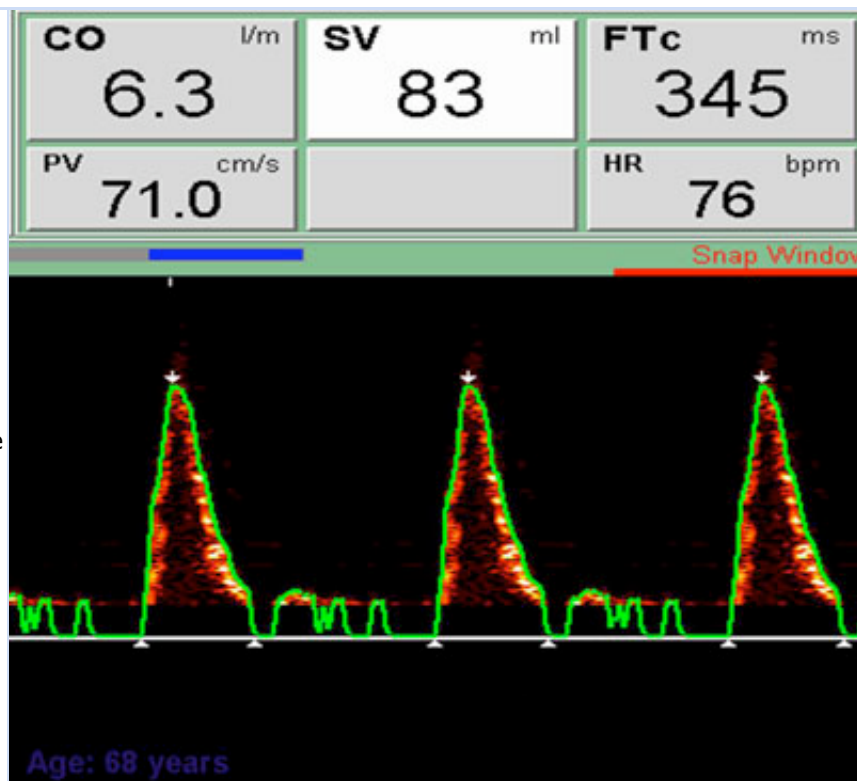 CO l/m SV ml FTc ms
6.3 83 345
PV cm/s HR bpm
71.0 76
Snap Window
e
Age: 68 years